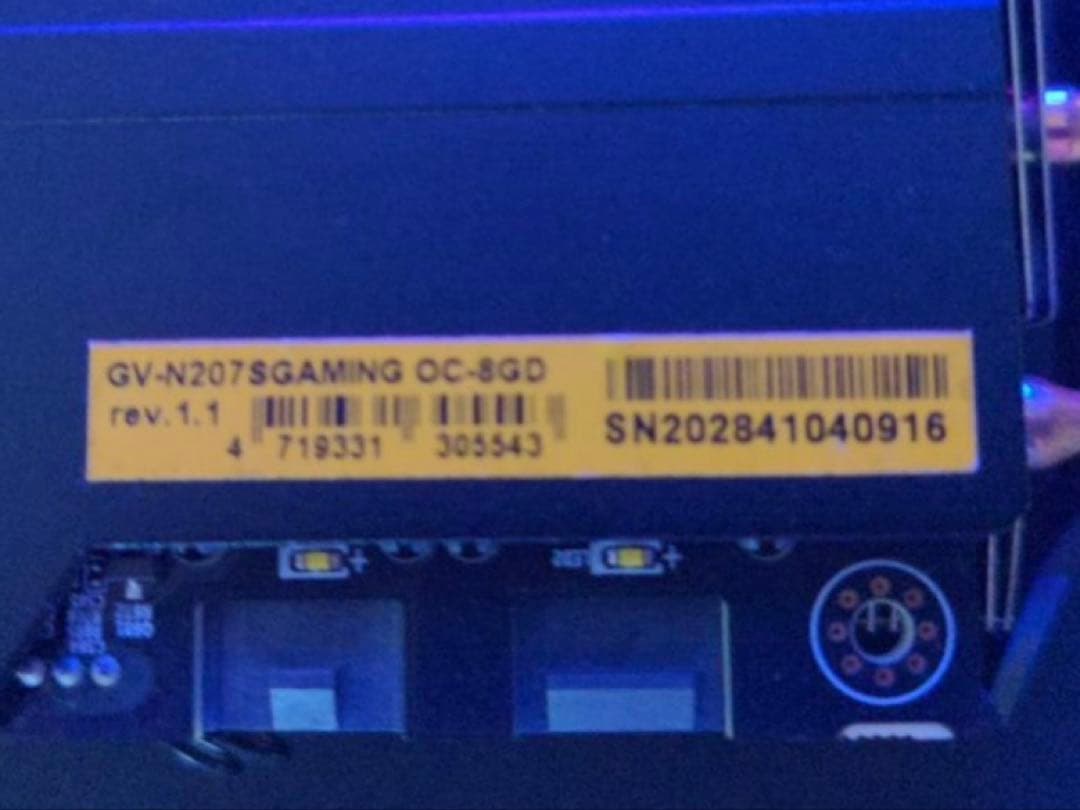 GV-N207SGAMING OC-8GD
rev.1.1
4 719331 305543
SN202841040916